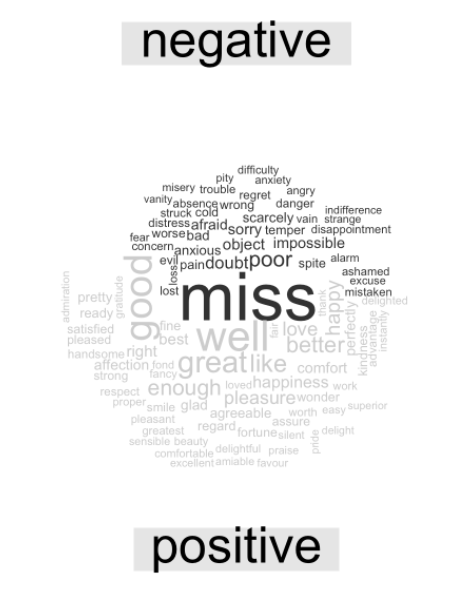 negative
difficulty
pity anxiety
misery trouble angry
vanity regret danger
absence wrong indifference
struck cold scarcely vain strange
distress afraid sorry temper disappointment
fear worse bad object impossible
concern anxious
evil pain doubt poor spite alarm
loss ashamed
excuse
lost miss mistaken
admiration pretty gratitude good thank happy delighted
ready perfectly instantly
satisfied fine well fair love kindness advantage
pleased best better
handsome right great like comfort
affection fond
strong fancy enough loved happiness work
respect pleasure wonder
proper smile glad agreeable worth easy superior
pleasant regard assure
greatest fortune silent pride delight
sensible beauty
comfortable delightful praise
excellent amiable favour
positive